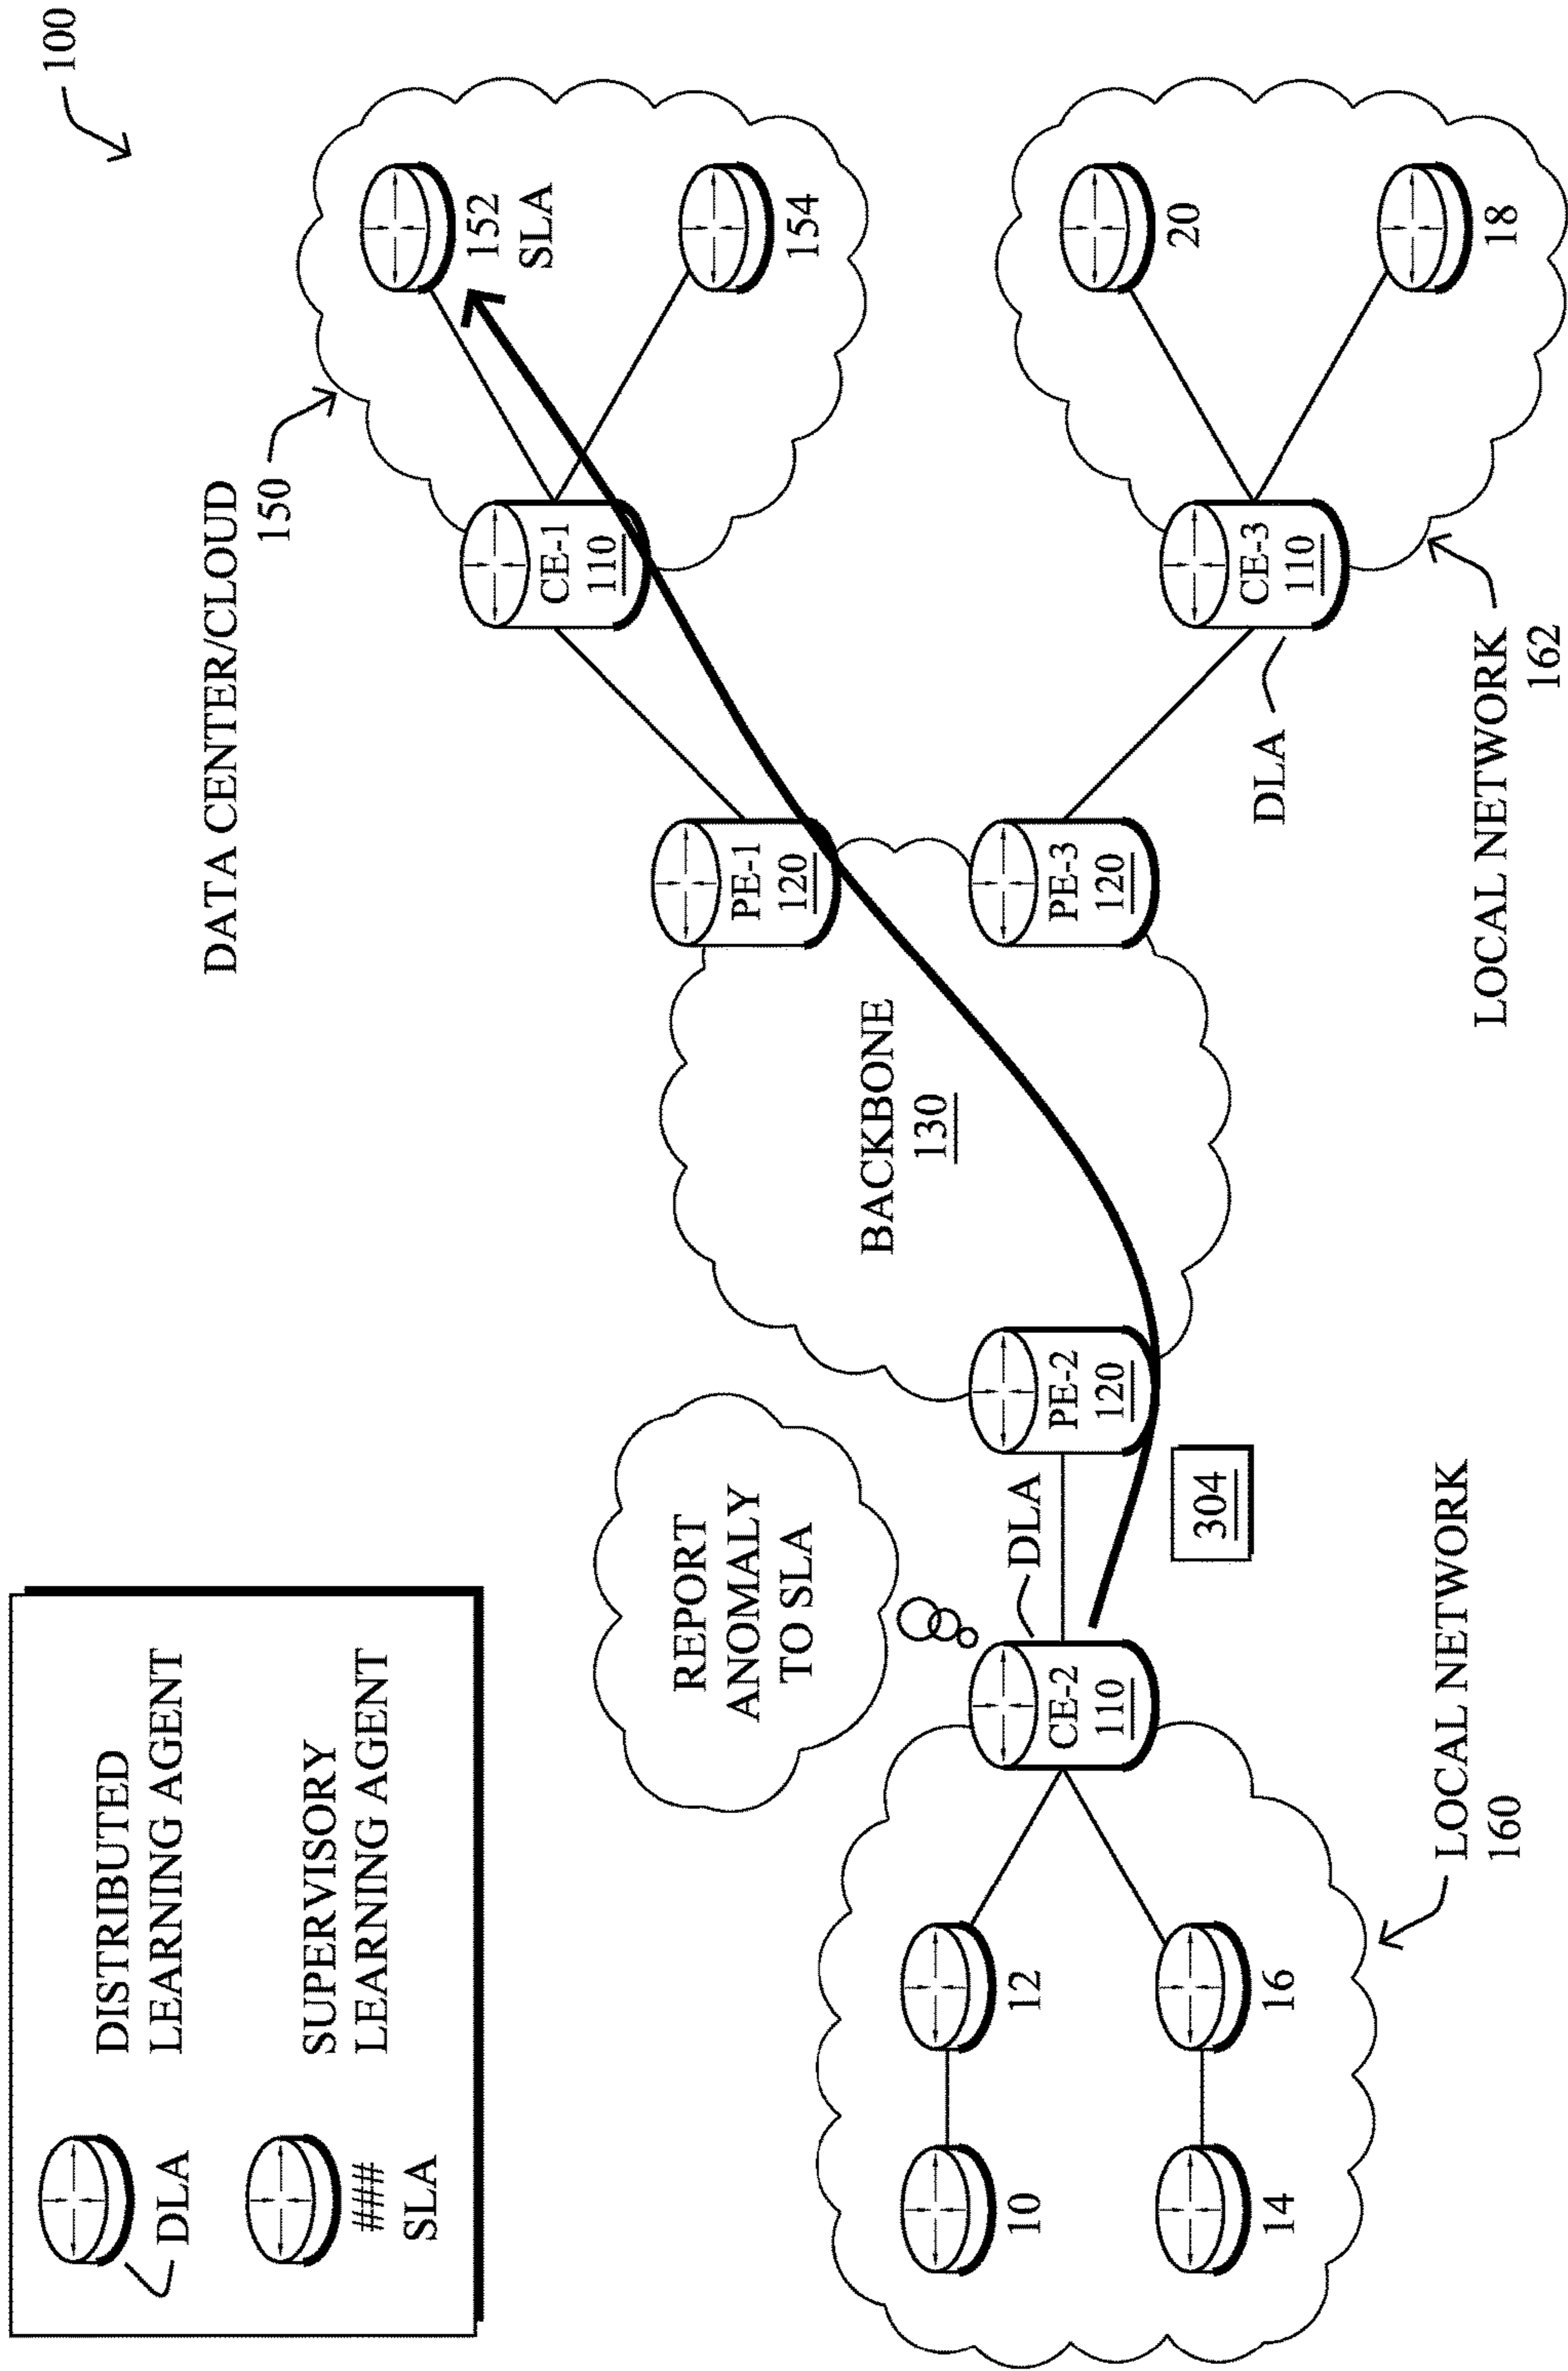 DISTRIBUTED
LEARNING AGENT
DLA
SUPERVISORY
LEARNING AGENT
###
SLA
100
DATA CENTER/CLOUD
150
152
SLA
154
CE-1
110
PE-1
120
BACKBONE
130
REPORT
ANOMALY
TO SLA
DLA
PE-2
120
PE-3
120
CE-3
110
DLA
20
18
LOCAL NETWORK
162
304
CE-2
110
12
10
16
14
LOCAL NETWORK
160